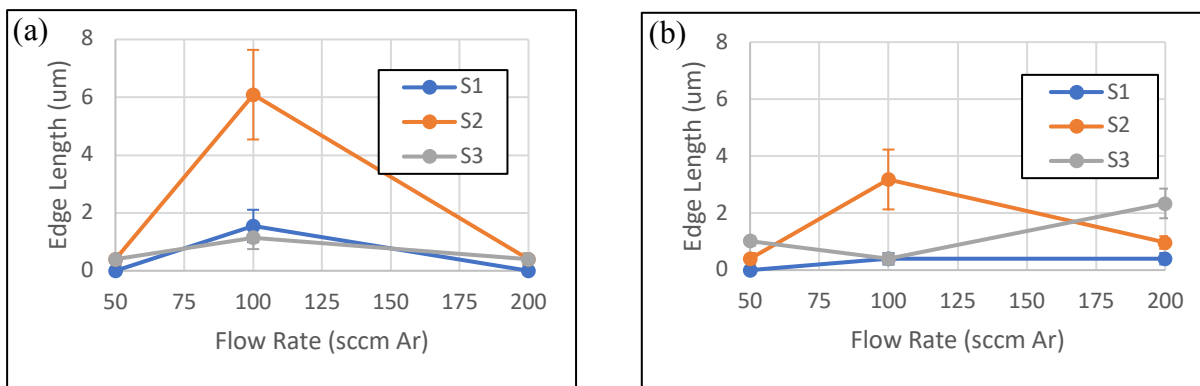 (a)
8
6
4
2
0
Edge Length (um)
S1
S2
S3
50 75 100 125 150 175 200
Flow Rate (sccm Ar)
(b)
8
6
4
2
0
Edge Length (um)
S1
S2
S3
50 75 100 125 150 175 200
Flow Rate (sccm Ar)